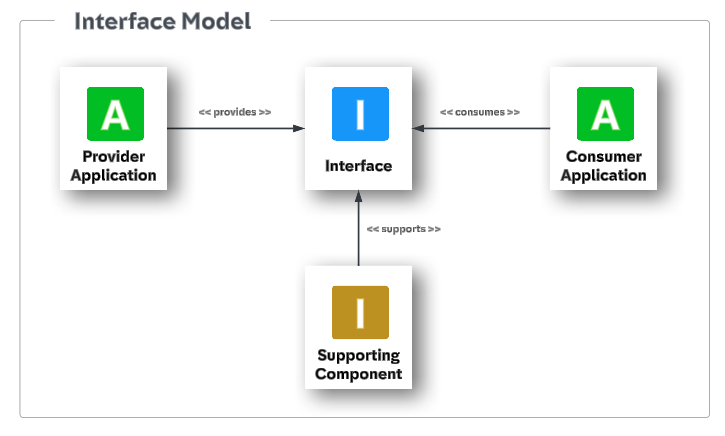 Interface Model
A
Provider
Application
<< provides >>
I
Interface
<< consumes >>
A
Consumer
Application
<< supports >>
I
Supporting
Component